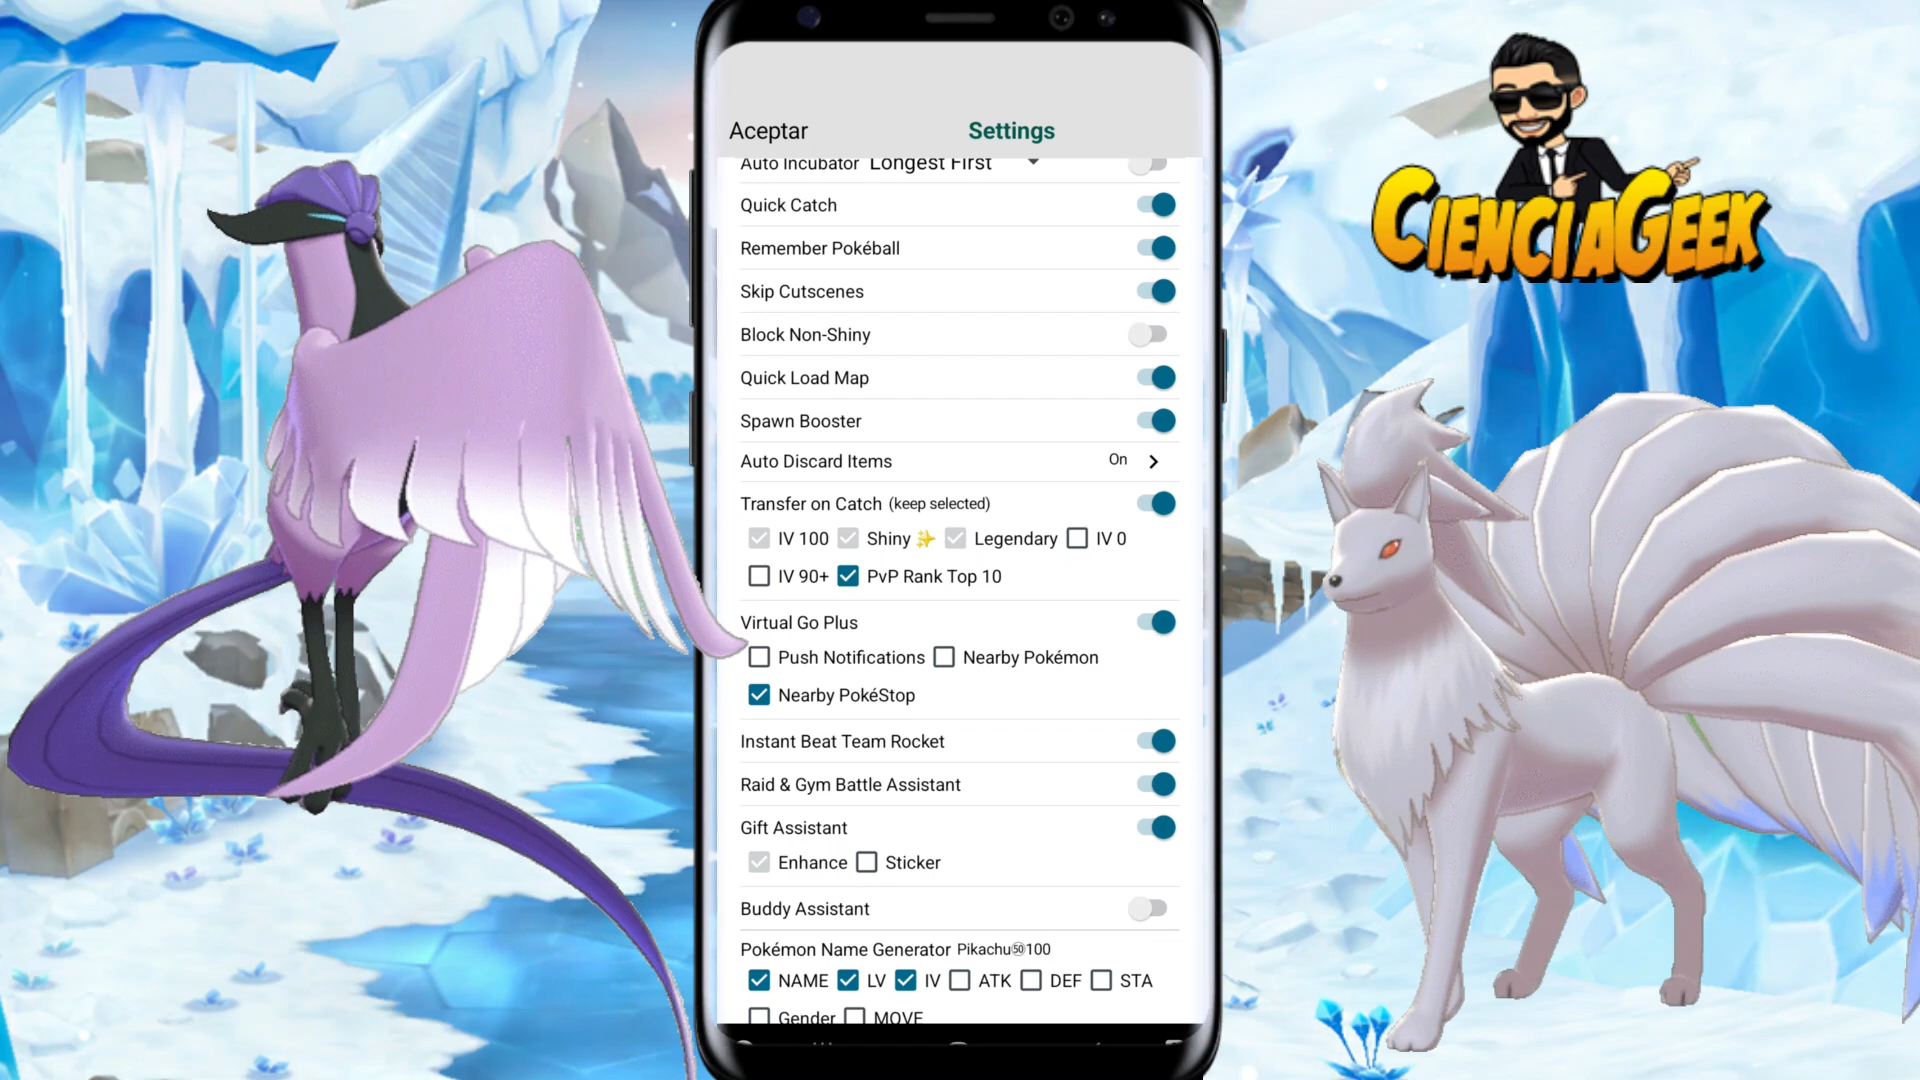 Aceptar Settings
Auto Incubator Longest First
Quick Catch
Remember Pokéball
Skip Cutscenes
Block Non-Shiny
Quick Load Map
Spawn Booster
Auto Discard Items On
Transfer on Catch (keep selected)
IV 100 Shiny ✨ Legendary IV 0
IV 90+ PvP Rank Top 10
Virtual Go Plus
Push Notifications Nearby Pokémon
Nearby PokéStop
Instant Beat Team Rocket
Raid & Gym Battle Assistant
Gift Assistant
Enhance Sticker
Buddy Assistant
Pokémon Name Generator Pikachu㊿100
NAME LV IV ATK DEF STA
Gender MOVE
CIENCIAGEEK